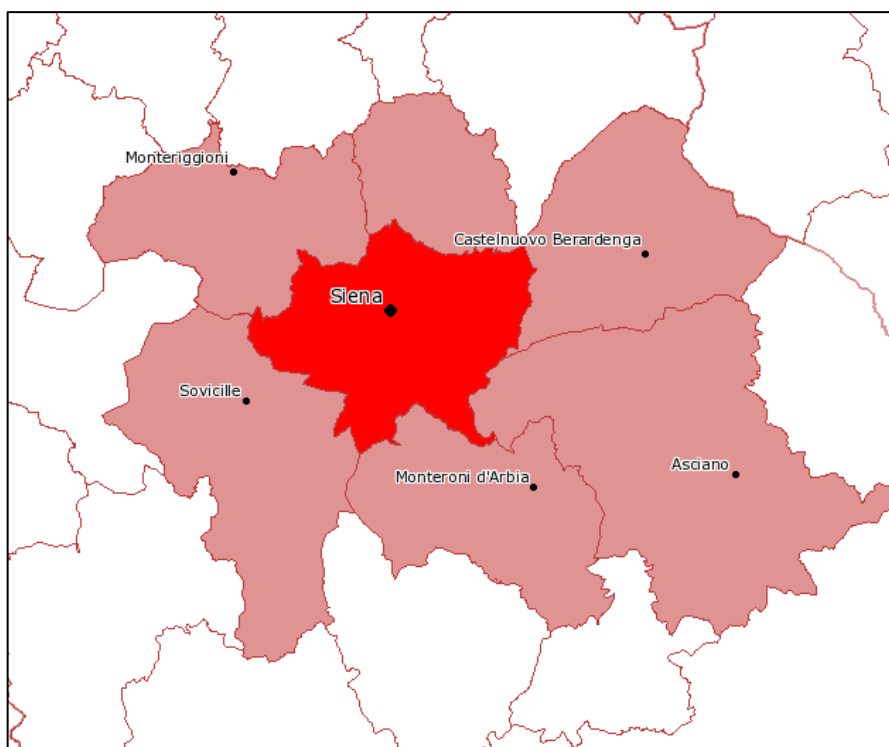 Monteriggioni
Castelnuovo Berardenga
Siena
Sovicille
Asciano
Monteroni d'Arbia